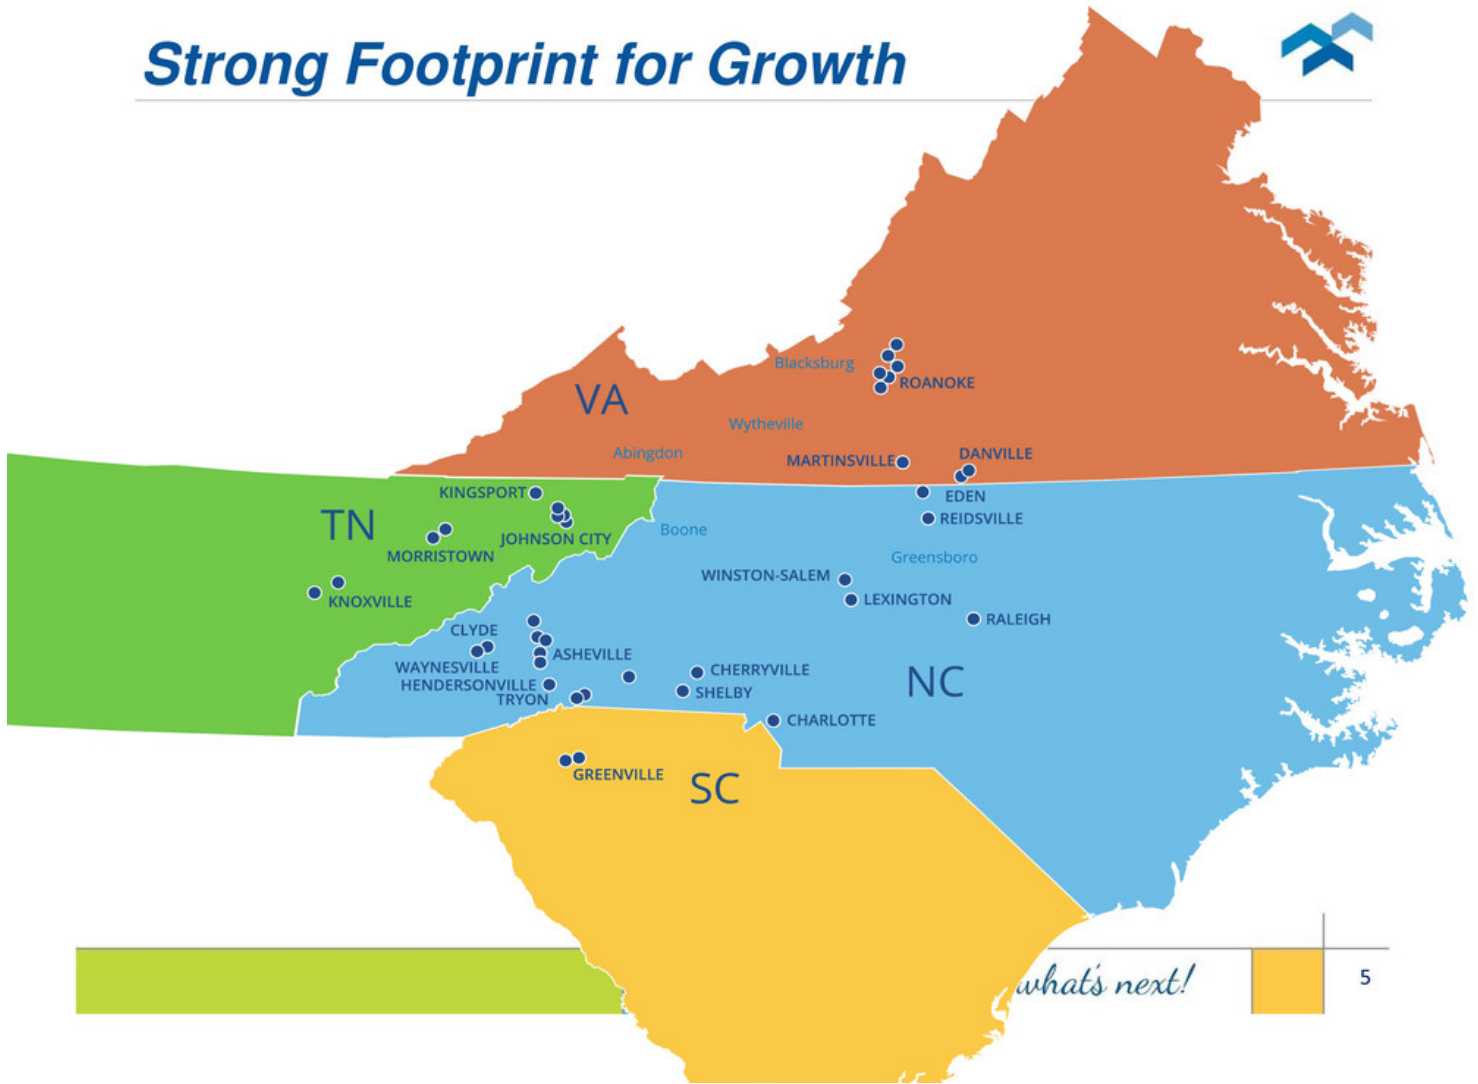 Strong Footprint for Growth
Blacksburg
ROANOKE
VA
Wytheville
Abingdon
MARTINSVILLE
DANVILLE
KINGSPORT
EDEN
TN
JOHNSON CITY
Boone
REIDSVILLE
MORRISTOWN
Greensboro
WINSTON-SALEM
KNOXVILLE
LEXINGTON
RALEIGH
CLYDE
ASHEVILLE
WAYNESVILLE
CHERRYVILLE
HENDERSONVILLE
NC
TRYON
SHELBY
CHARLOTTE
GREENVILLE
SC
what's next!
5